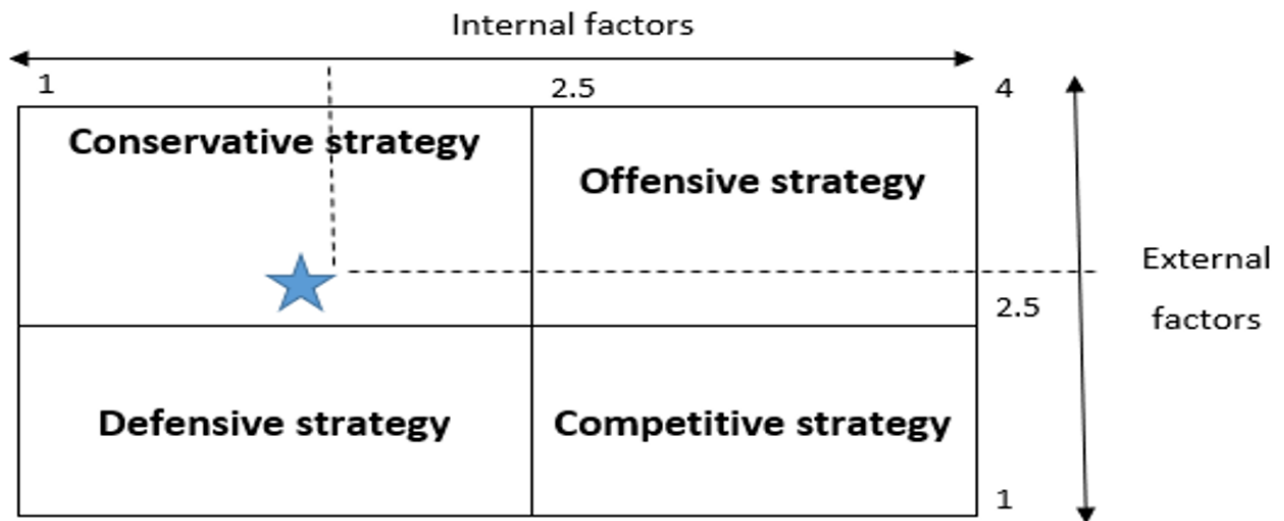 Internal factors
1
2.5
4
Conservative strategy
Offensive strategy
External
factors
2.5
Defensive strategy
Competitive strategy
1